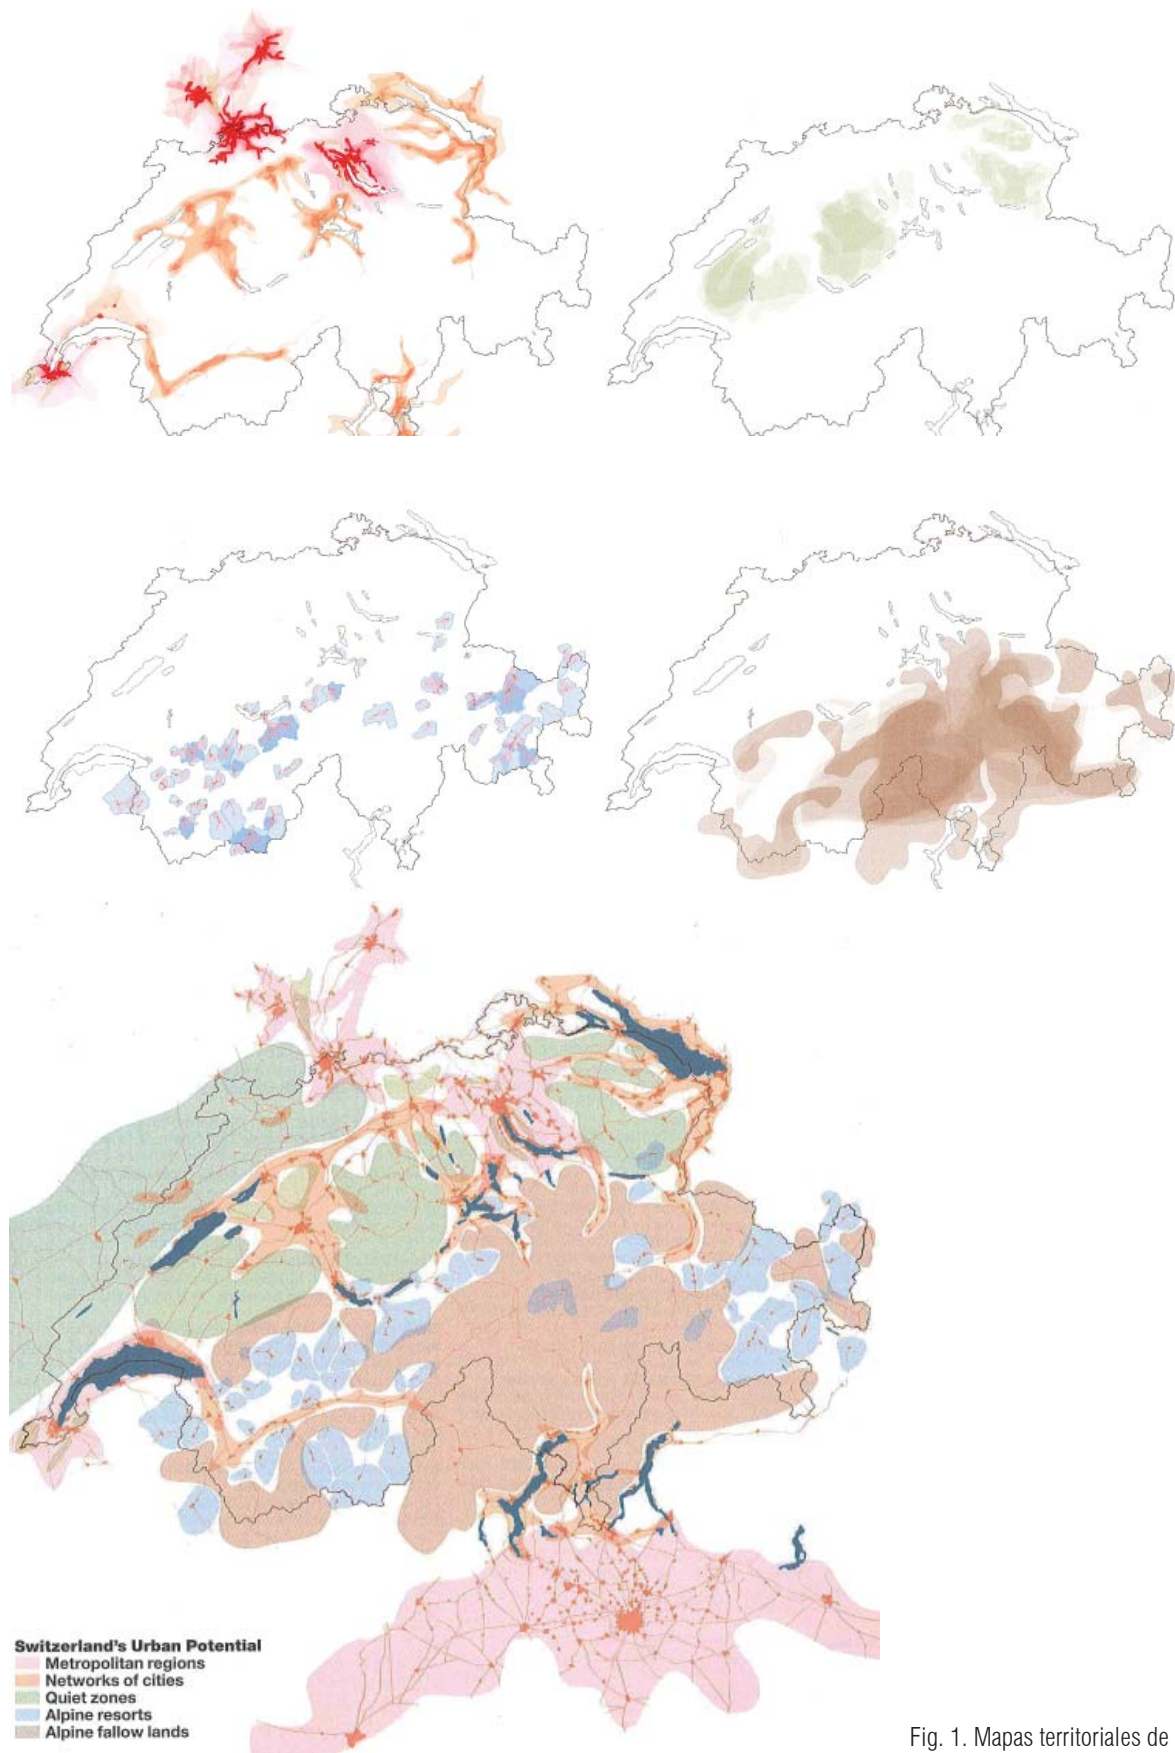 Switzerland's Urban Potential
Metropolitan regions
Networks of cities
Quiet zones
Alpine resorts
Alpine fallow lands
Fig. 1. Mapas territoriales de